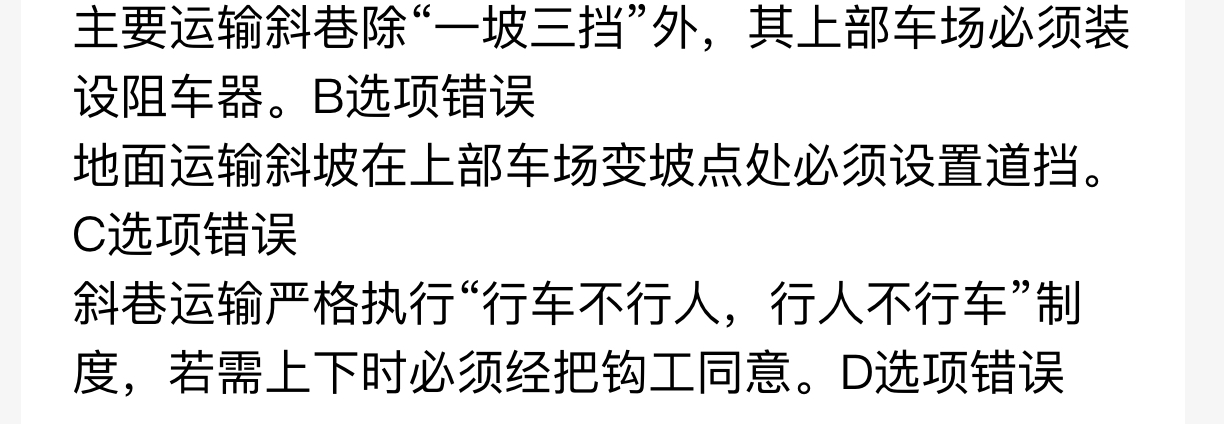 主要运输斜巷除“一坡三挡”外，其上部车场必须装
设阻车器。B选项错误
地面运输斜坡在上部车场变坡点处必须设置道挡。
C选项错误
斜巷运输严格执行“行车不行人，行人不行车”制
度，若需上下时必须经把钩工同意。D选项错误